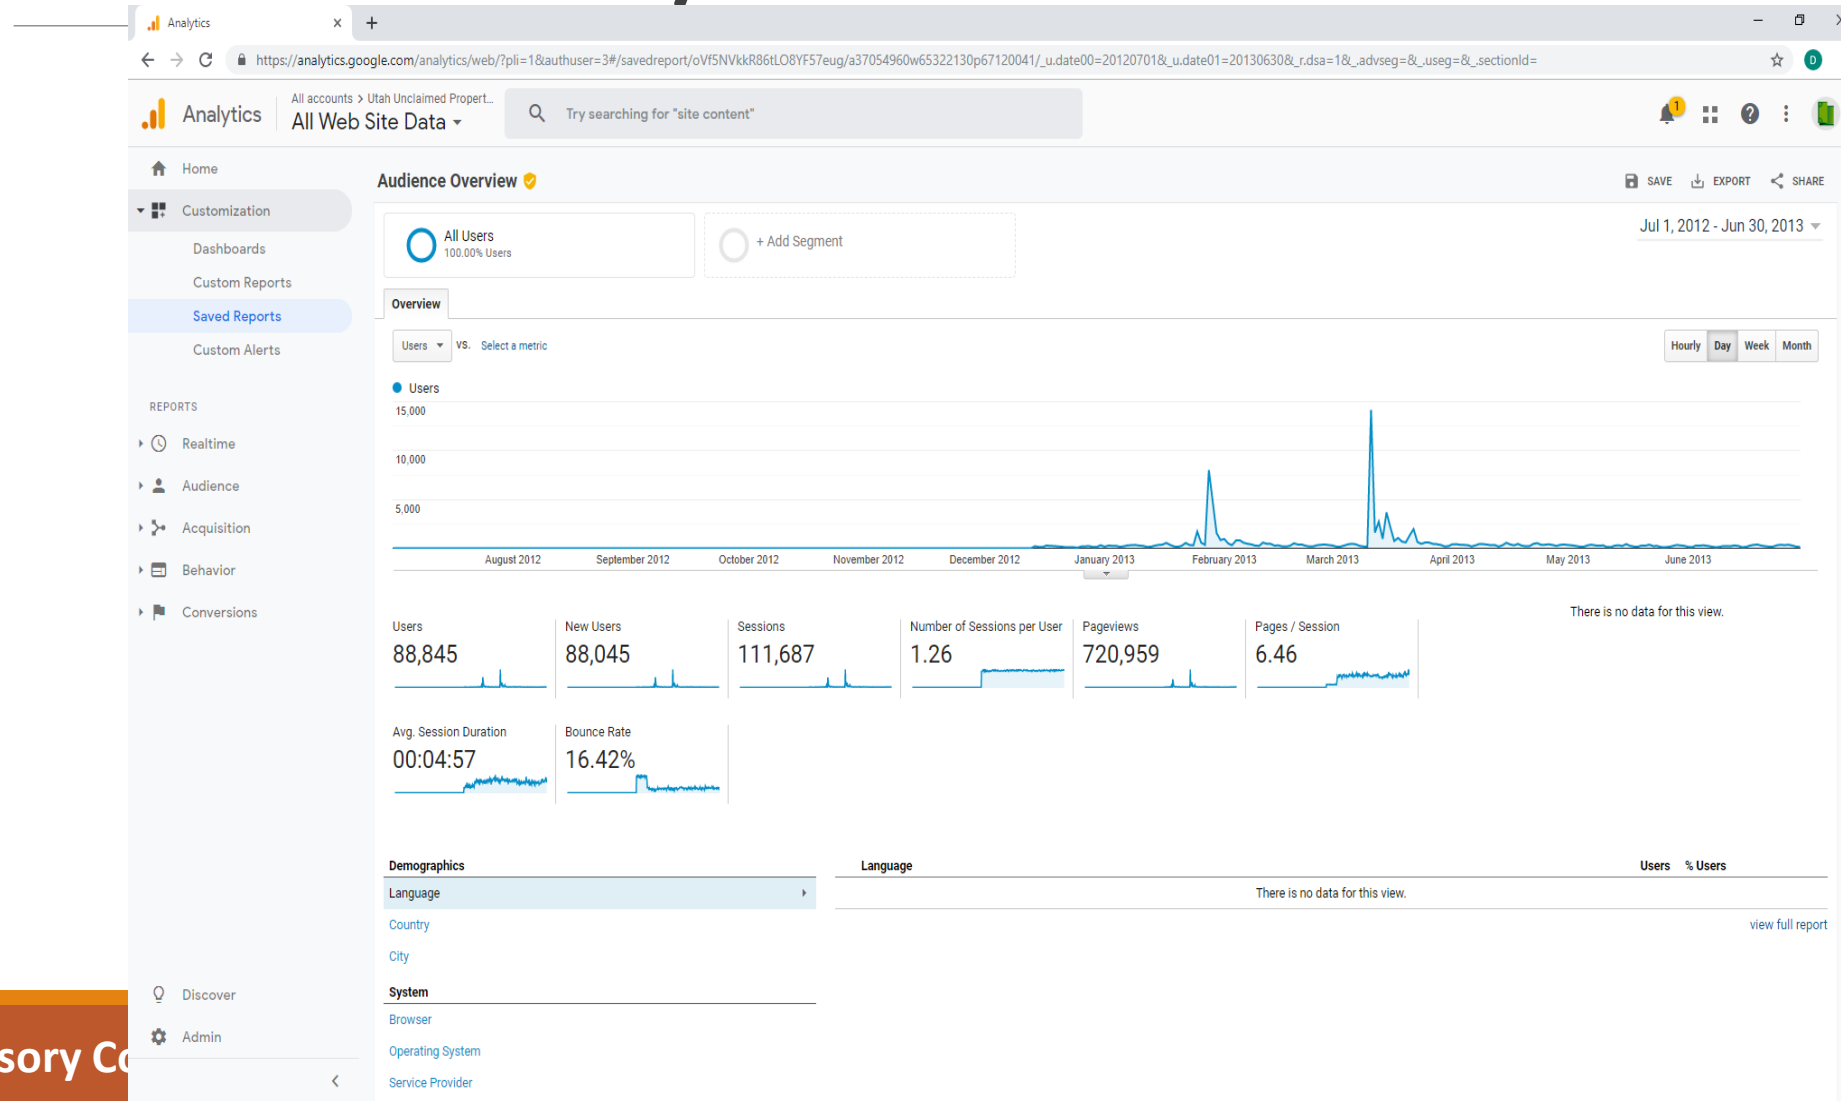 Analytics
https://analytics.google.com/analytics/web/?pli=1&authuser=3#/savedreport/oVf5NVkkR86tLO8YF57eug/a37054960w65322130p67120041/_u.date00=20120701&_u.date01=20130630&_r.dsa=1&_.advseg=&_.useg=&_.sectionId=
D
Analytics
All accounts > Utah Unclaimed Propert...
All Web Site Data
Try searching for "site content"
1
Home
Customization
Dashboards
Custom Reports
Saved Reports
Custom Alerts
REPORTS
Realtime
Audience
Acquisition
Behavior
Conversions
Discover
Admin
Audience Overview
SAVE
EXPORT
SHARE
All Users
100.00% Users
+ Add Segment
Jul 1, 2012 - Jun 30, 2013
Overview
Users
VS.
Select a metric
Hourly
Day
Week
Month
Users
15,000
10,000
5,000
August 2012
September 2012
October 2012
November 2012
December 2012
January 2013
February 2013
March 2013
April 2013
May 2013
June 2013
There is no data for this view.
Users
88,845
New Users
88,045
Sessions
111,687
Number of Sessions per User
1.26
Pageviews
720,959
Pages / Session
6.46
Avg. Session Duration
00:04:57
Bounce Rate
16.42%
Demographics
Language
Country
City
System
Browser
Operating System
Service Provider
Language
Users
% Users
There is no data for this view.
view full report
sory Co